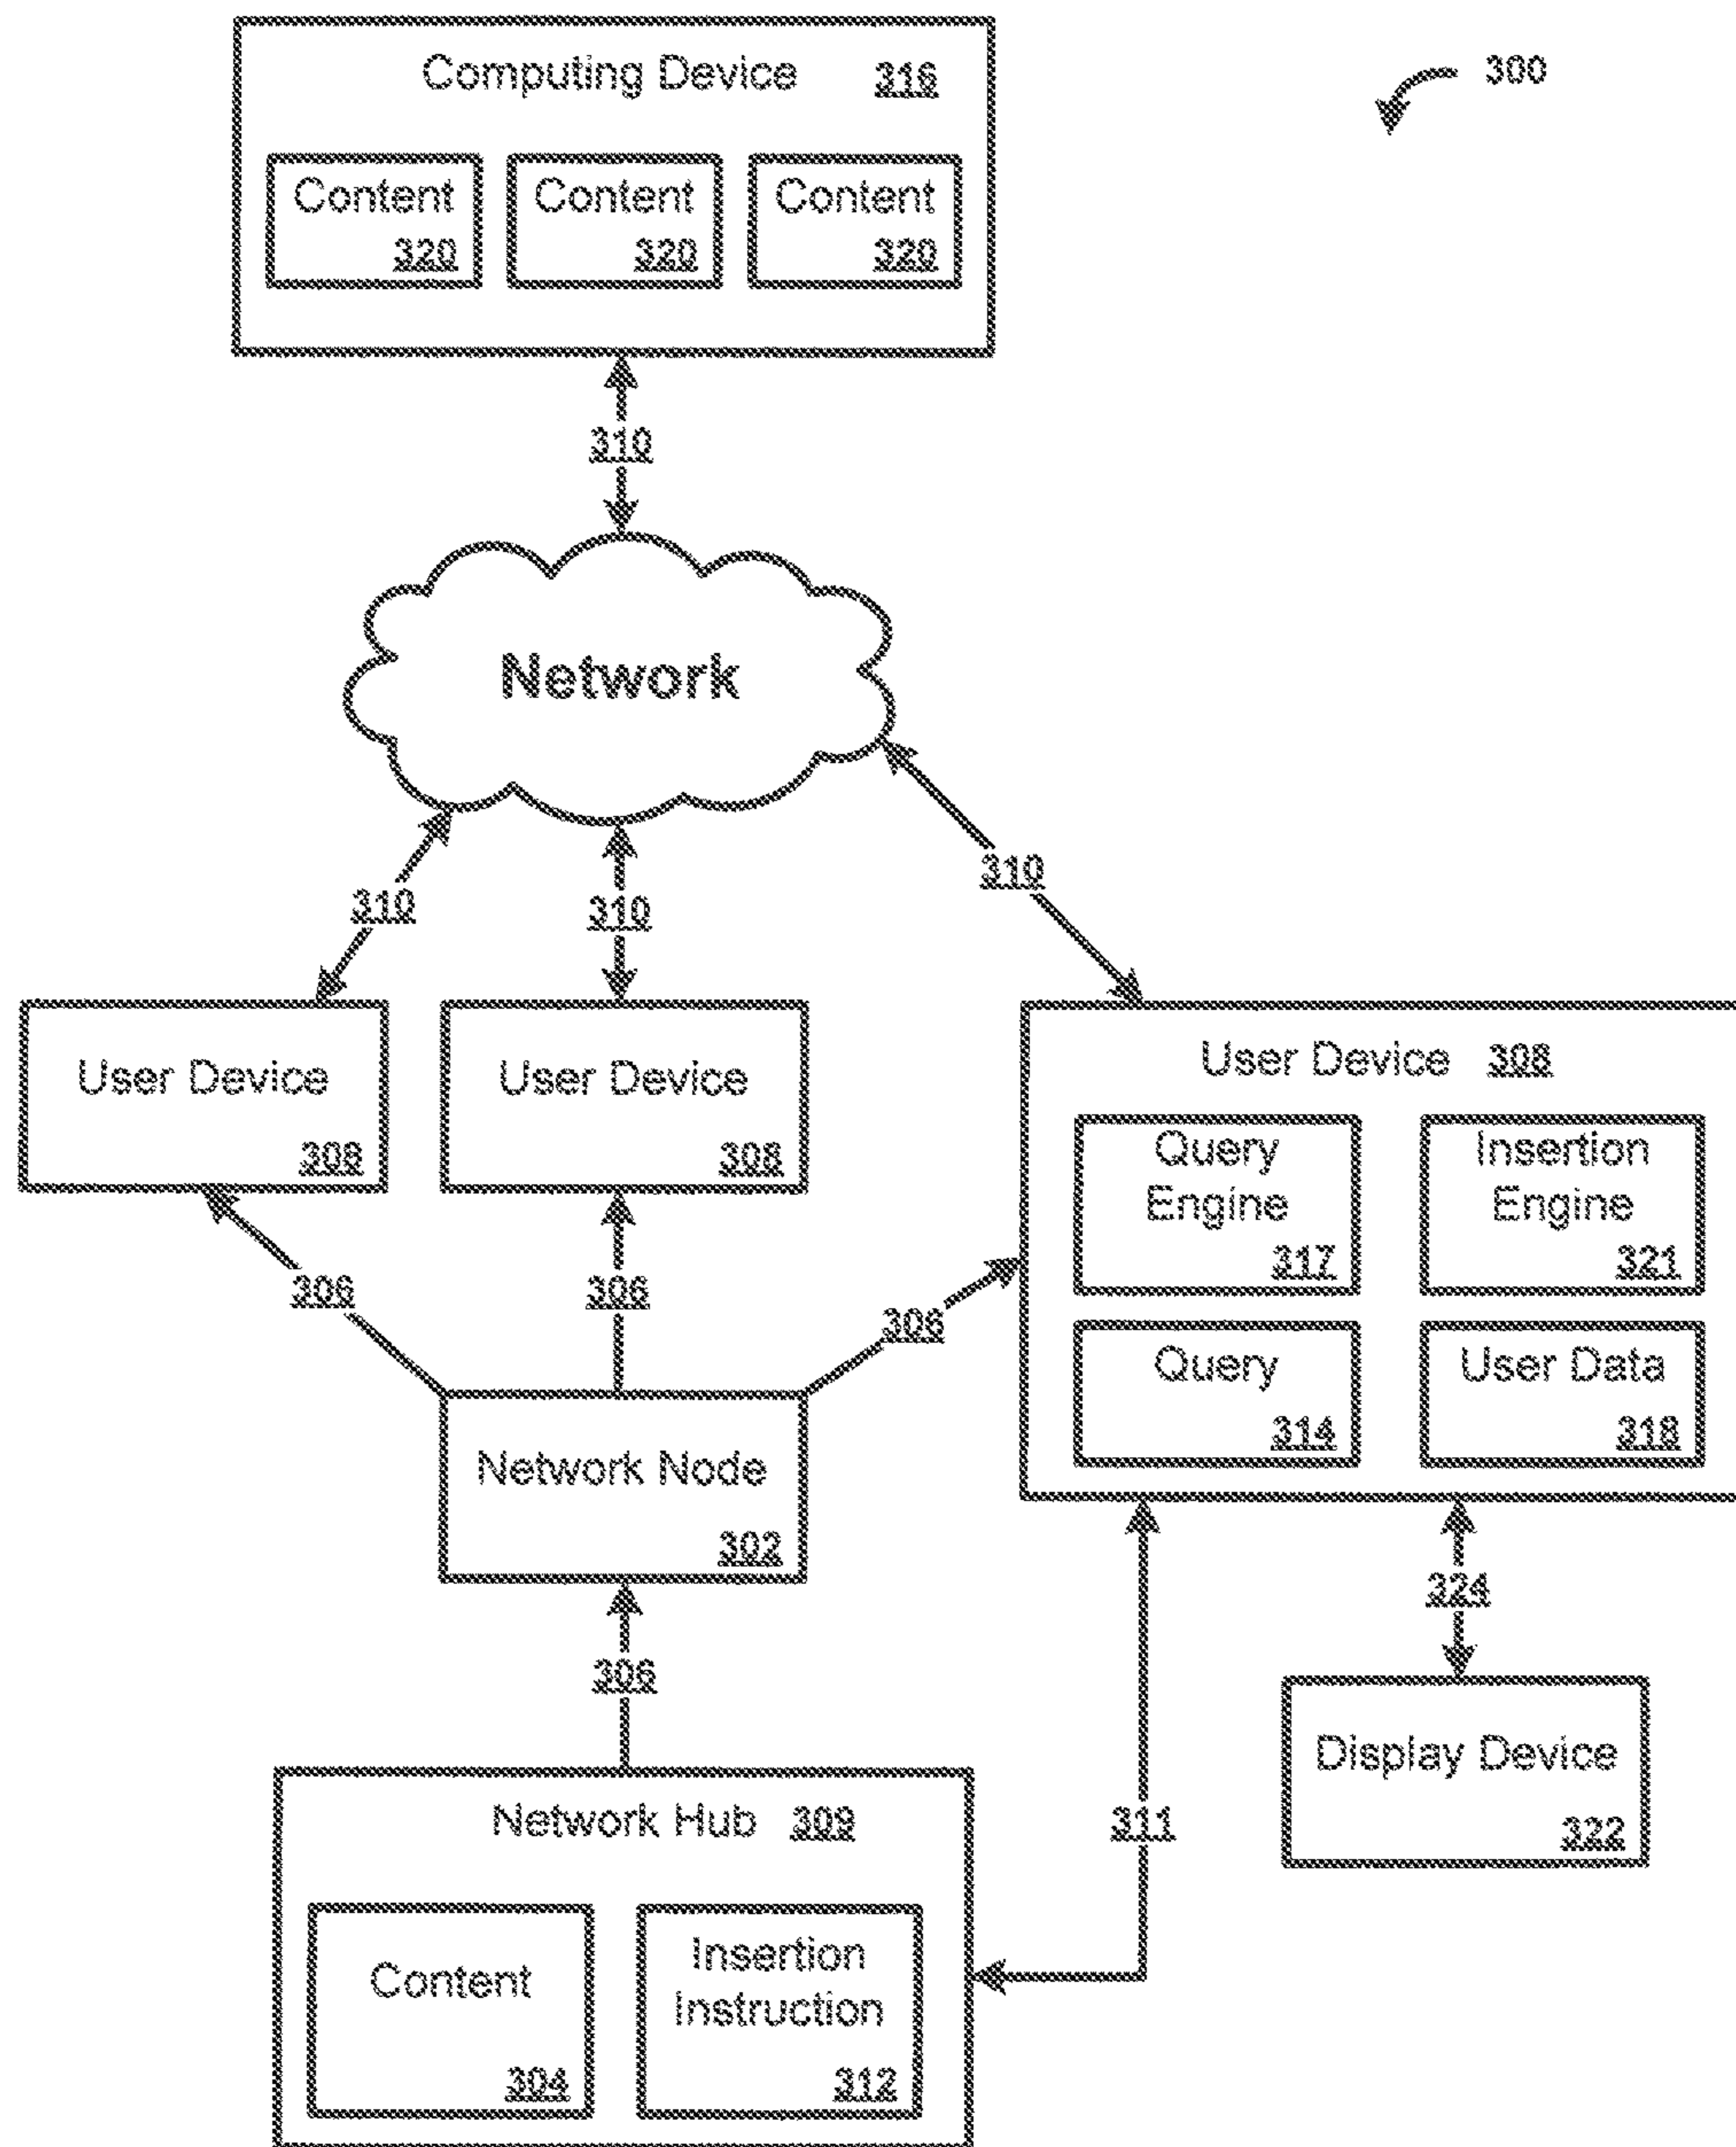 Computing Device 316
300
Content
320
Content
320
Content
320
310
Network
310
310
310
User Device
308
User Device
308
User Device 308
Query
Engine
317
Insertion
Engine
321
Query
314
User Data
318
306
306
306
Network Node
302
324
306
Display Device
322
311
Network Hub 309
Content
304
Insertion
Instruction
312